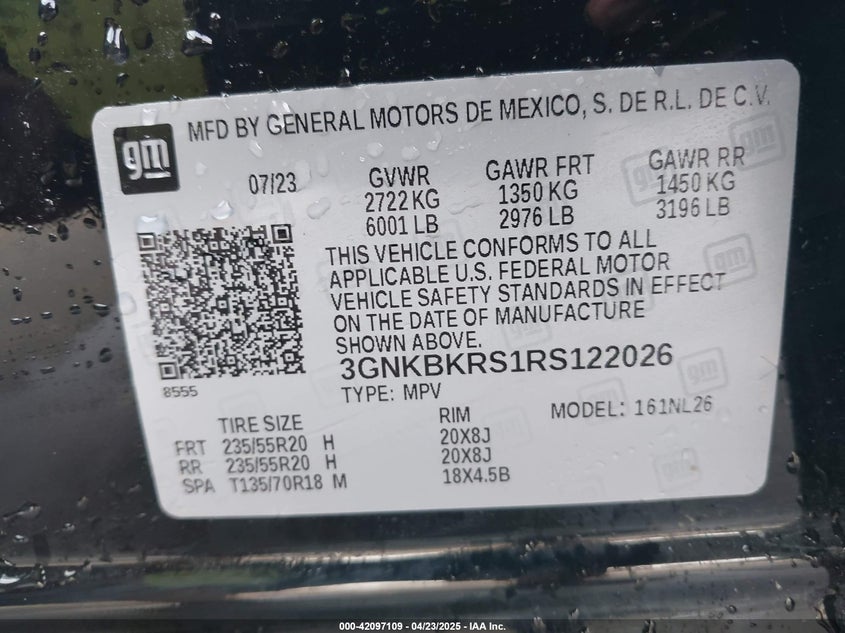 gm
MFD BY GENERAL MOTORS DE MEXICO, S. DE R.L. DE C.V.
07/23
GVWR GAWR FRT GAWR RR
2722 KG 1350 KG 1450 KG
6001 LB 2976 LB 3196 LB
THIS VEHICLE CONFORMS TO ALL
APPLICABLE U.S. FEDERAL MOTOR
VEHICLE SAFETY STANDARDS IN EFFECT
ON THE DATE OF MANUFACTURE
SHOWN ABOVE.
3GNKBKRS1RS122026
8555
TYPE: MPV
MODEL: 161NL26
TIRE SIZE RIM
FRT 235/55R20 H 20X8J
RR 235/55R20 H 20X8J
SPA T135/70R18 M 18X4.5B
000-42097109 - 04/23/2025 - IAA Inc.